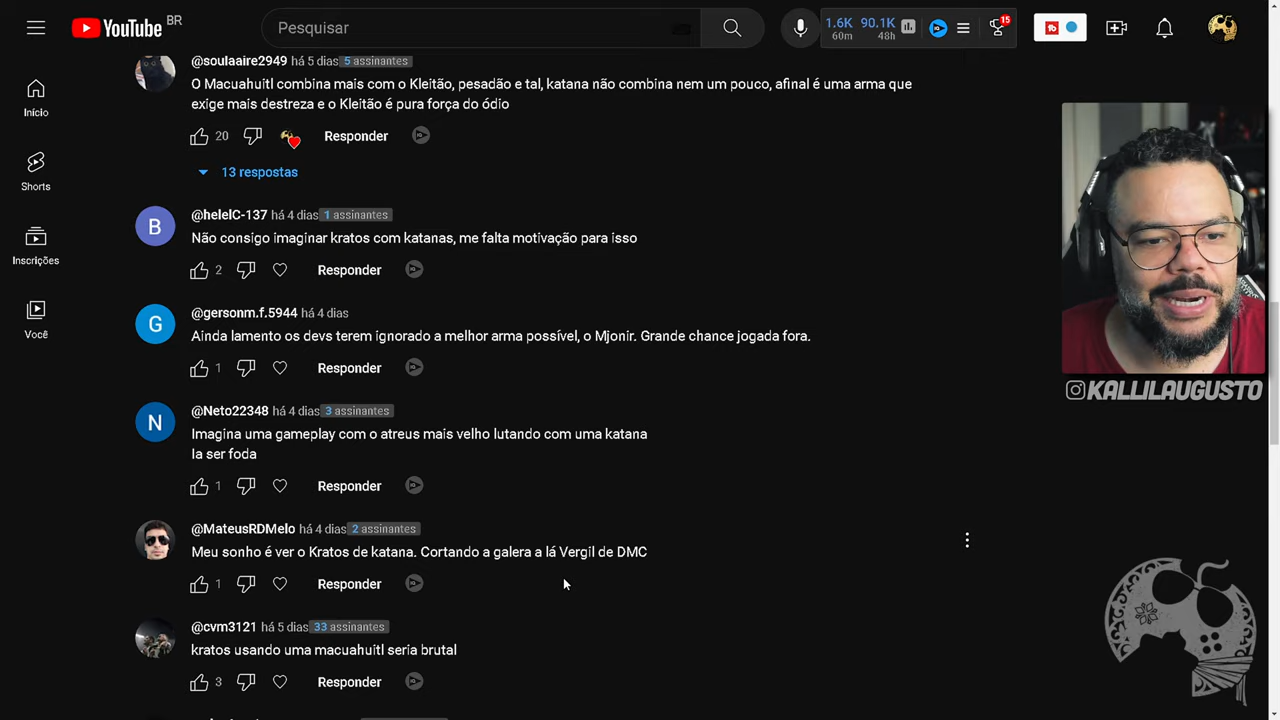 YouTube BR
Pesquisar
1.6K 90.1K
60m 48h
15
Início
Shorts
Inscrições
Você
@soulaaire2949 há 5 dias 5 assinantes
O Macuahuitl combina mais com o Kleitão, pesadão e tal, katana não combina nem um pouco, afinal é uma arma que
exige mais destreza e o Kleitão é pura força do ódio
20 Responder
13 respostas
B
@helelC-137 há 4 dias 1 assinantes
Não consigo imaginar kratos com katanas, me falta motivação para isso
2 Responder
G
@gersonm.f.5944 há 4 dias
Ainda lamento os devs terem ignorado a melhor arma possível, o Mjonir. Grande chance jogada fora.
1 Responder
N
@Neto22348 há 4 dias 3 assinantes
Imagina uma gameplay com o atreus mais velho lutando com uma katana
Ia ser foda
1 Responder
@MateusRDMelo há 4 dias 2 assinantes
Meu sonho é ver o Kratos de katana. Cortando a galera a lá Vergil de DMC
1 Responder
@cvm3121 há 5 dias 33 assinantes
kratos usando uma macuahuitl seria brutal
3 Responder
@KALLILAUGUSTO